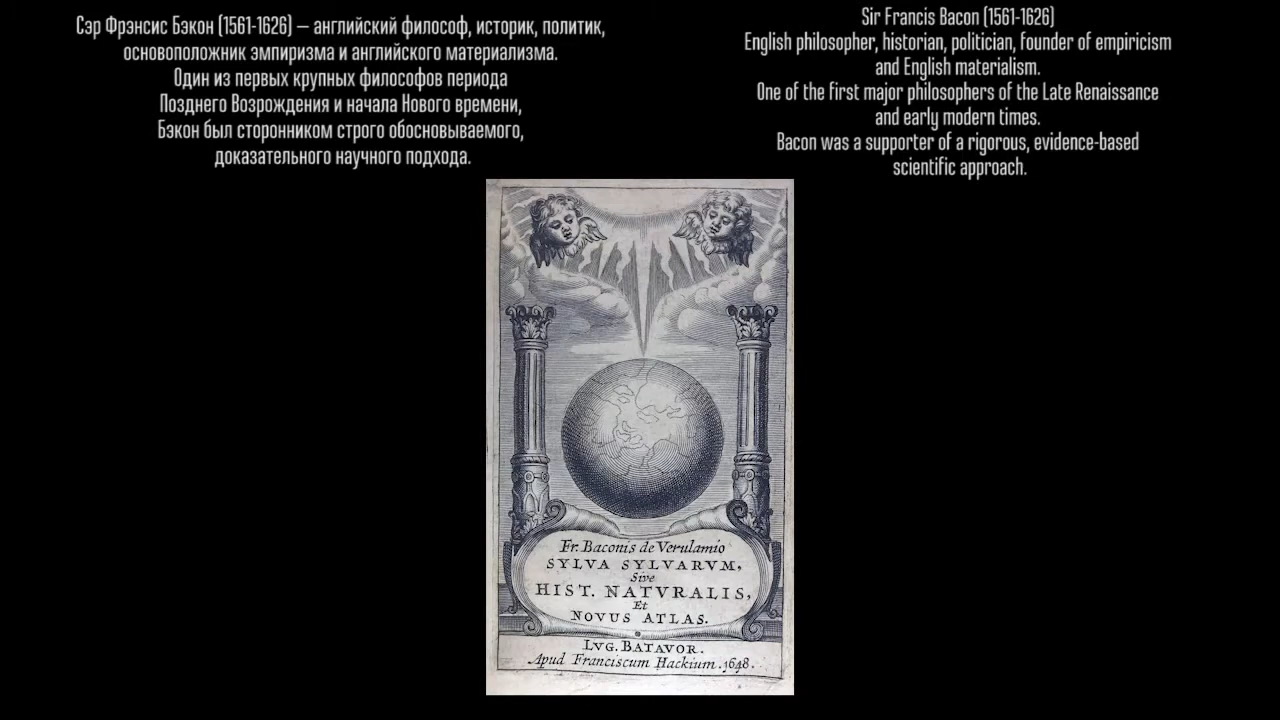 Сэр Фрэнсис Бэкон (1561-1626) – английский философ, историк, политик,
основоположник эмпиризма и английского материализма.
Один из первых крупных философов периода
Позднего Возрождения и начала Нового времени,
Бэкон был сторонником строго обосновываемого,
доказательного научного подхода.
Sir Francis Bacon (1561-1626)
English philosopher, historian, politician, founder of empiricism
and English materialism.
One of the first major philosophers of the Late Renaissance
and early modern times.
Bacon was a supporter of a rigorous, evidence-based
scientific approach.
Fr. Baconis de Verulamio
SYLVA SYLVARVM,
Sive
HIST. NATVRALIS,
Et
NOVUS ATLAS.
LVG. BATAVOR.
Apud Franciscum Hackium. 1648.